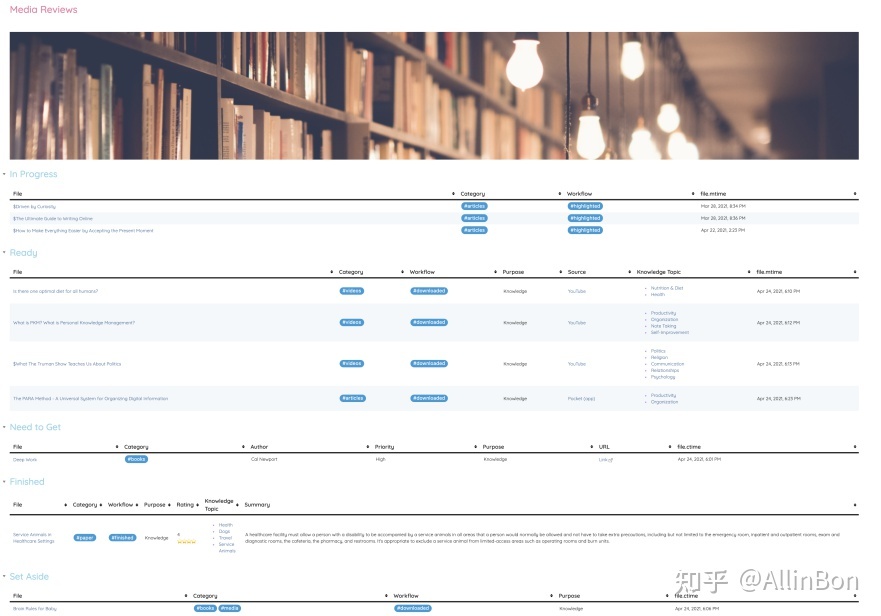 Media Reviews
In Progress
File Category Workflow file.mtime
$Driven by Curiosity #articles #highlighted Mar 28, 2021, 8:34 PM
$The Ultimate Guide to Writing Online #articles #highlighted Mar 28, 2021, 8:36 PM
$How to Make Everything Easier by Accepting the Present Moment #articles #highlighted Apr 22, 2021, 2:23 PM
Ready
File Category Workflow Purpose Source Knowledge Topic file.mtime
Is there one optimal diet for all humans? #videos #downloaded Knowledge YouTube Nutrition & Diet Apr 24, 2021, 6:10 PM
Health
Productivity
Organization
What is PKM? What is Personal Knowledge Management? #videos #downloaded Knowledge YouTube Apr 24, 2021, 6:12 PM
Note Taking
Self-Improvement
Politics
Religion
$What The Truman Show Teaches Us About Politics #videos #downloaded Knowledge YouTube Communication Apr 24, 2021, 6:13 PM
Relationships
Psychology
The PARA Method - A Universal System for Organizing Digital Information #articles #downloaded Knowledge Pocket (app) Productivity Apr 24, 2021, 6:23 PM
Organization
Need to Get
File Category Author Priority Purpose URL file.ctime
Deep Work #books Cal Newport High Knowledge Link Apr 24, 2021, 6:01 PM
Finished
File Category Workflow Purpose Rating Knowledge Topic Summary
Service Animals in Healthcare Settings #paper #finished Knowledge
Health
Dogs
Travel
Service Animals
A healthcare facility must allow a person with a disability to be accompanied by a service animals in all areas that a person would normally be allowed and not have to take extra precautions, including but not limited to the emergency room, inpatient and outpatient rooms, exam and
diagnostic rooms, the cafeteria, the pharmacy, and restrooms. It's appropriate to exclude a service animal from limited-access areas such as operating rooms and burn units.
Set Aside
File Category Workflow Purpose file.mtime
Brain Rules for Baby #books #media #downloaded Knowledge Apr 24, 2021, 6:06 PM
知乎 @AllinBon